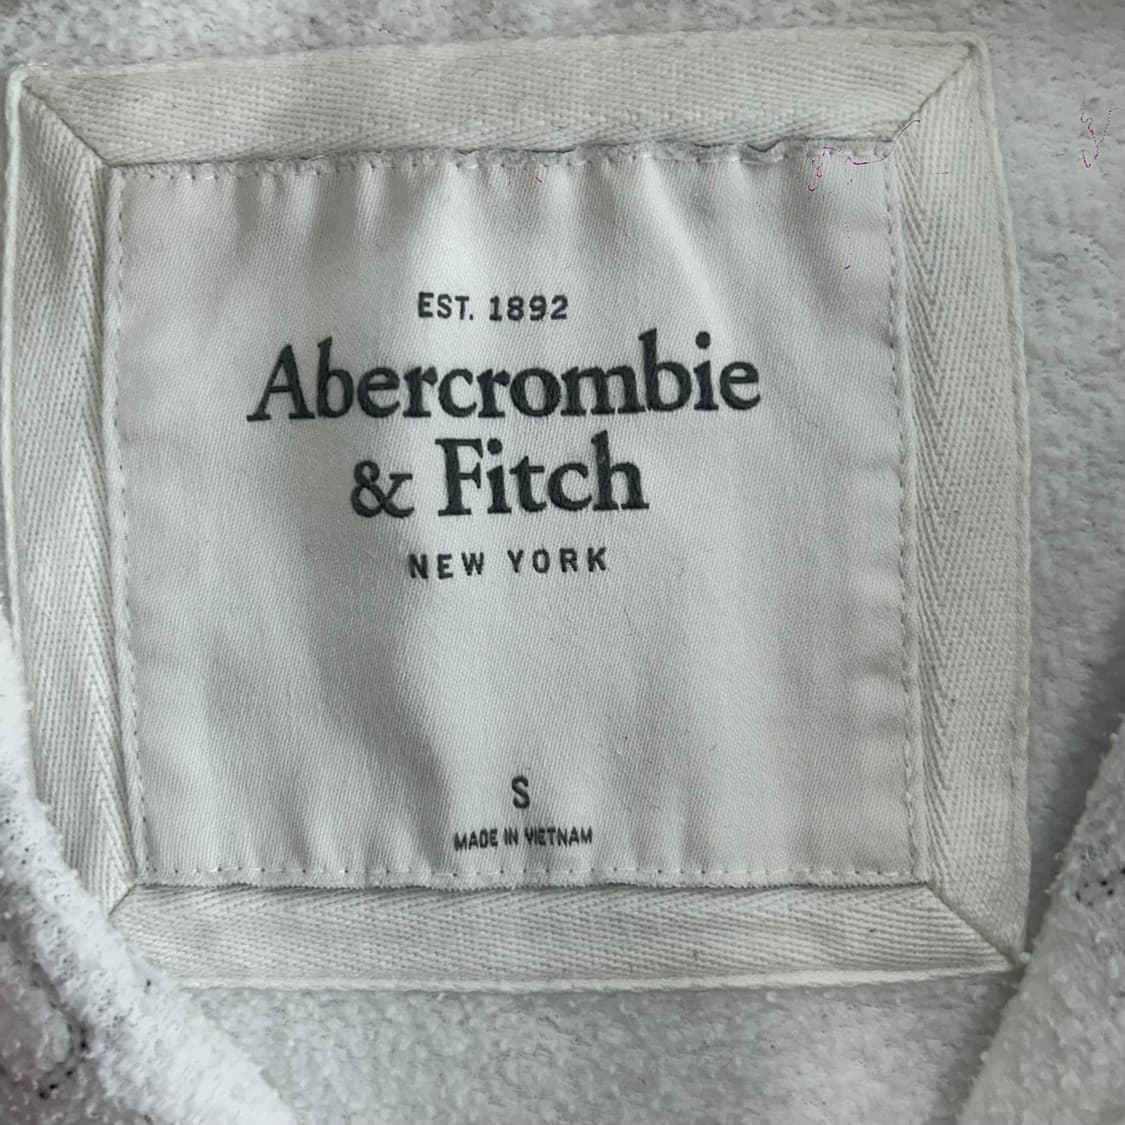 EST. 1892
Abercrombie
& Fitch
NEW YORK
S
MADE IN VIETNAM